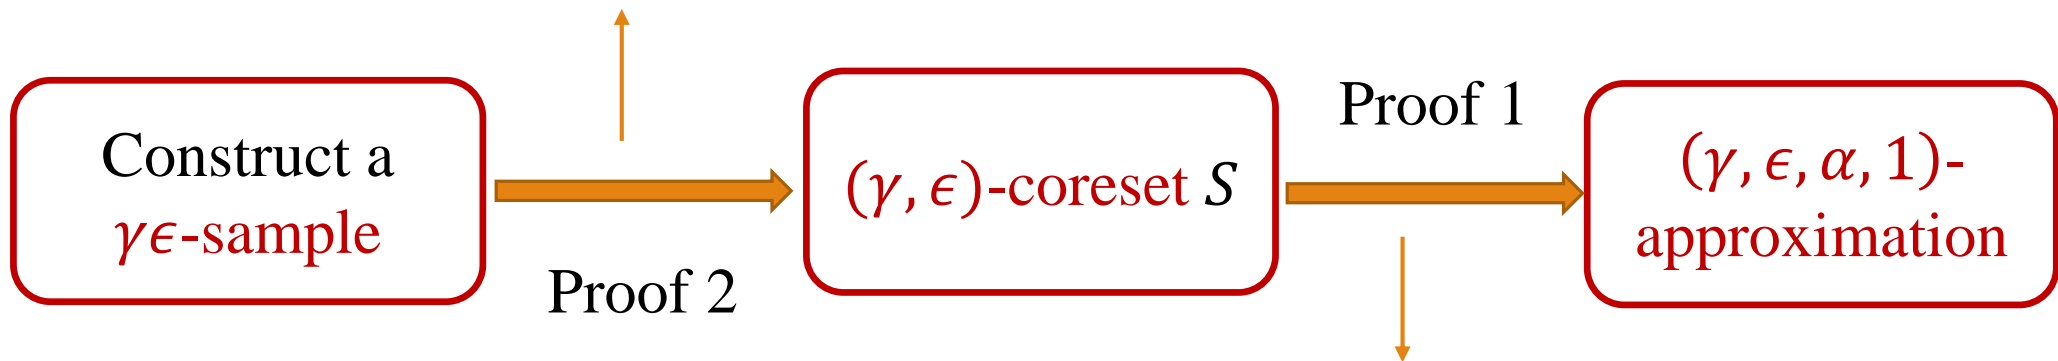 Construct a
γϵ-sample
Proof 2
(γ, ϵ)-coreset S
Proof 1
(γ, ϵ, α, 1)-
approximation